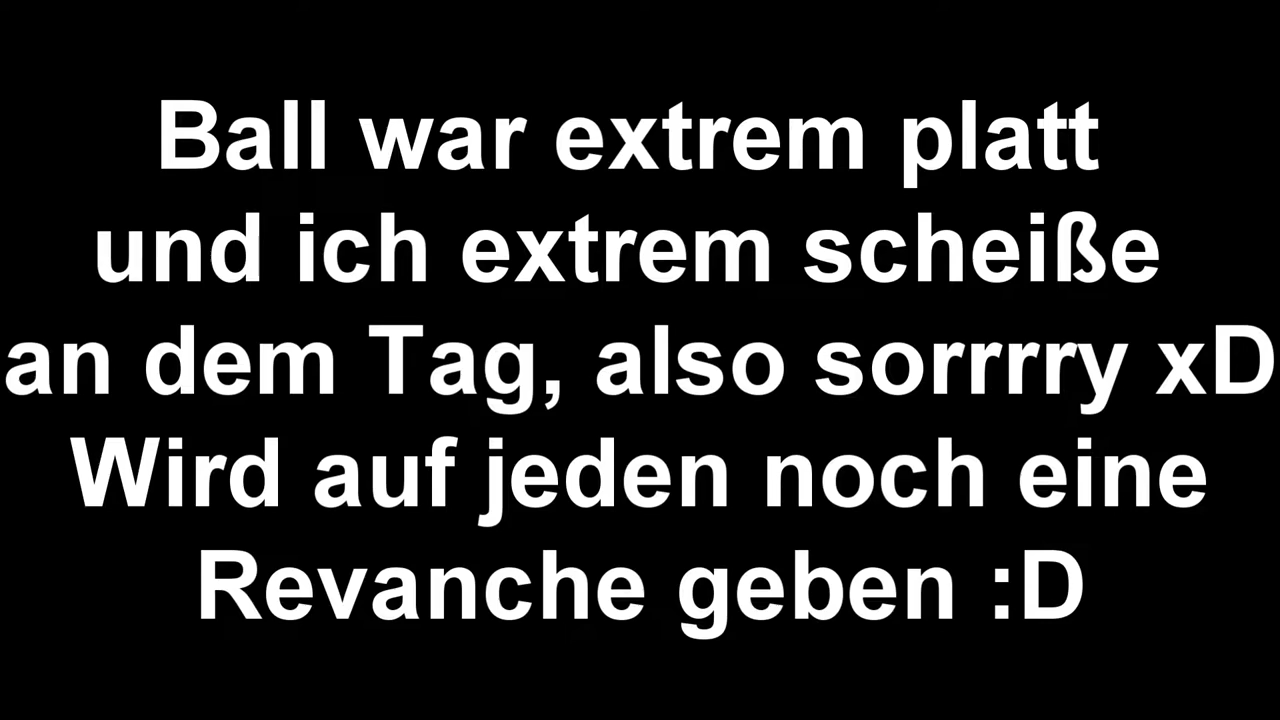 Ball war extrem platt
und ich extrem scheiße
an dem Tag, also sorrrrry xD
Wird auf jeden noch eine
Revanche geben :D